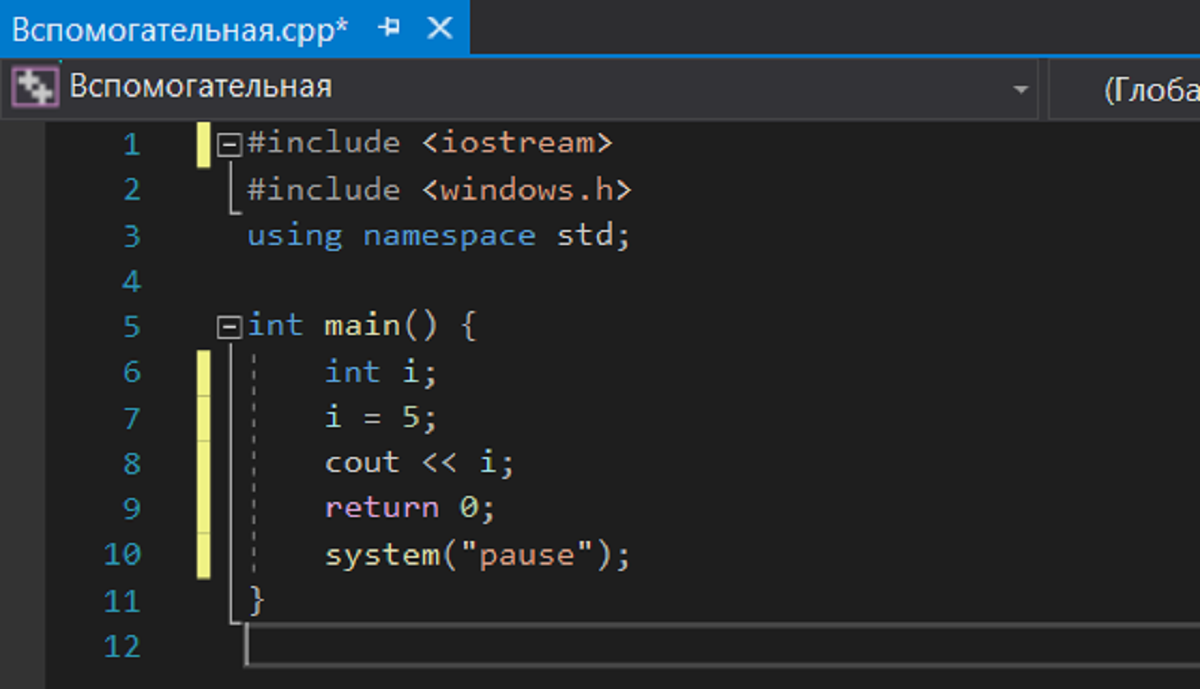 Вспомогательная.cpp*
Вспомогательная (Глоба
1 #include <iostream>
2 #include <windows.h>
3 using namespace std;
4
5 int main() {
6 int i;
7 i = 5;
8 cout << i;
9 return 0;
10 system("pause");
11 }
12